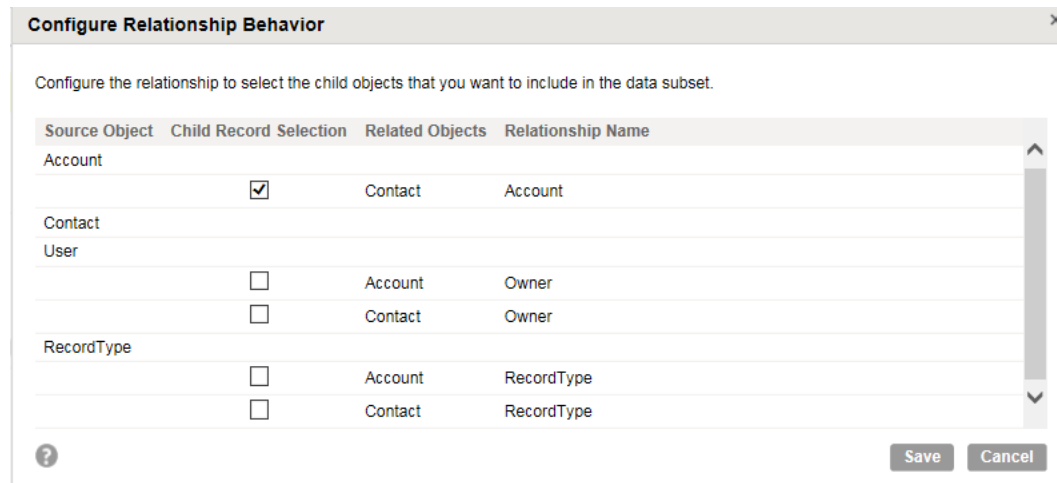 Configure Relationship Behavior
Configure the relationship to select the child objects that you want to include in the data subset.
Source Object Child Record Selection Related Objects Relationship Name
Account
Contact Account
Contact
User
Account Owner
Contact Owner
RecordType
Account RecordType
Contact RecordType
? Save Cancel